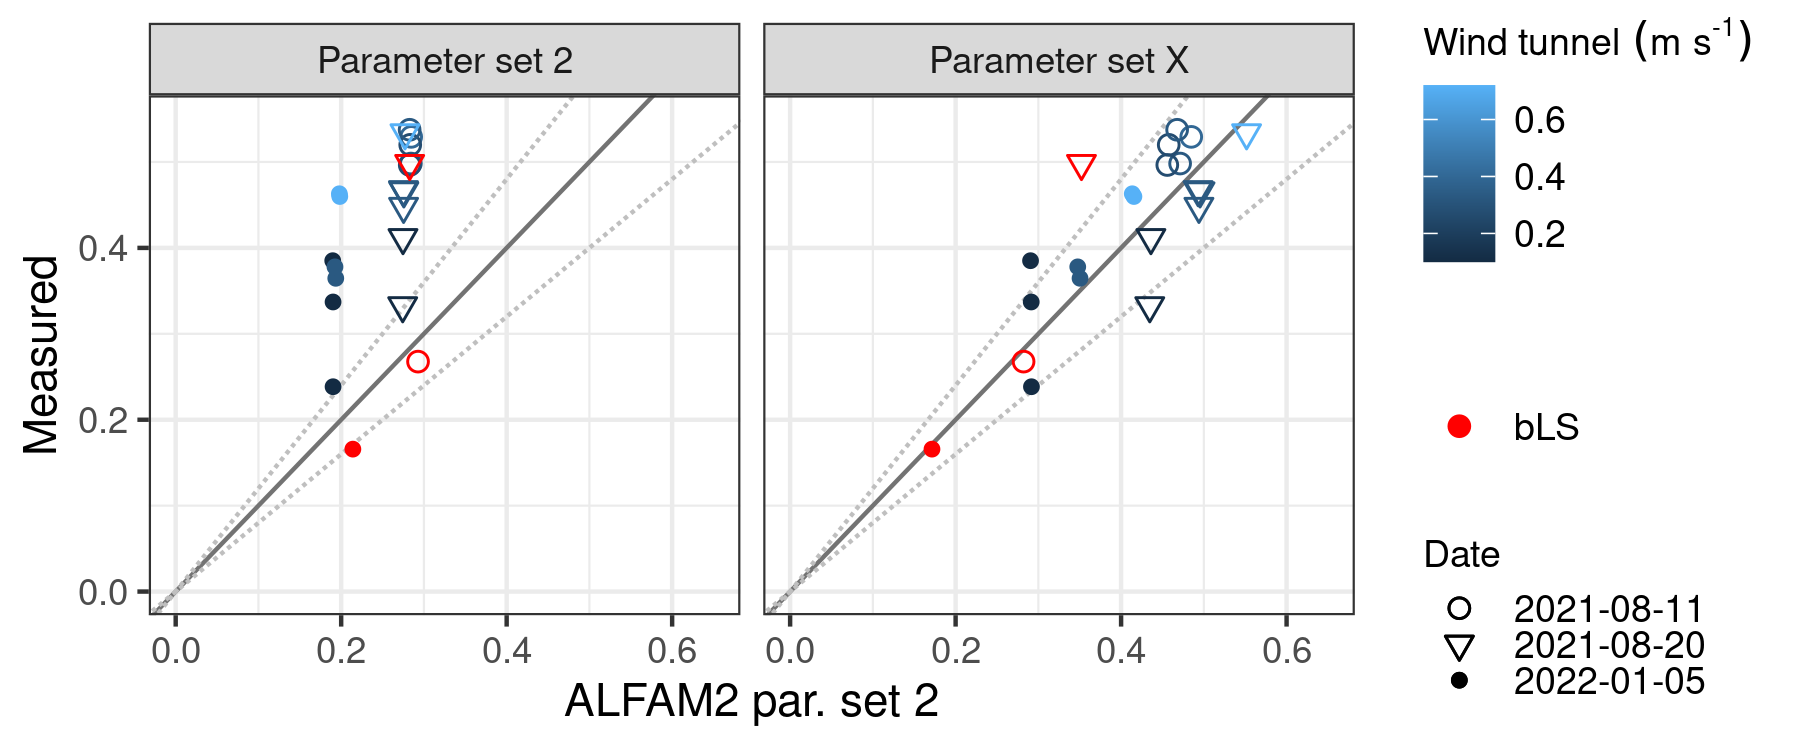 Parameter set 2
Parameter set X
Wind tunnel (m s⁻¹)
0.6
0.4
0.2
bLS
Date
2021-08-11
2021-08-20
2022-01-05
Measured
0.4
0.2
0.0
0.0 0.2 0.4 0.6
0.0 0.2 0.4 0.6
ALFAM2 par. set 2